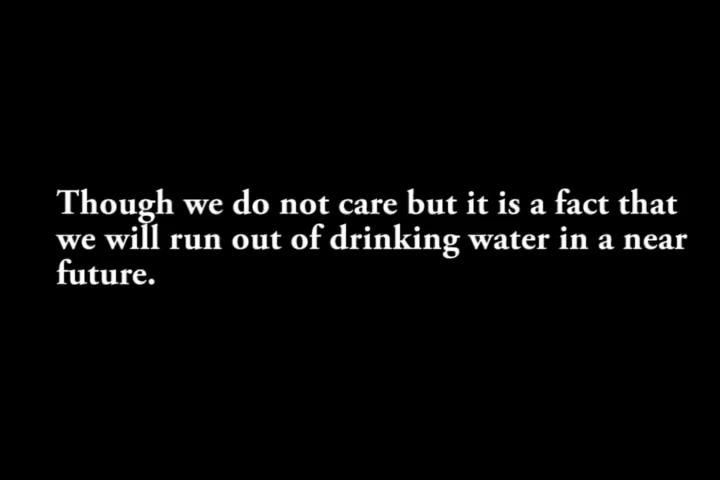 Though we do not care but it is a fact that
we will run out of drinking water in a near
future.